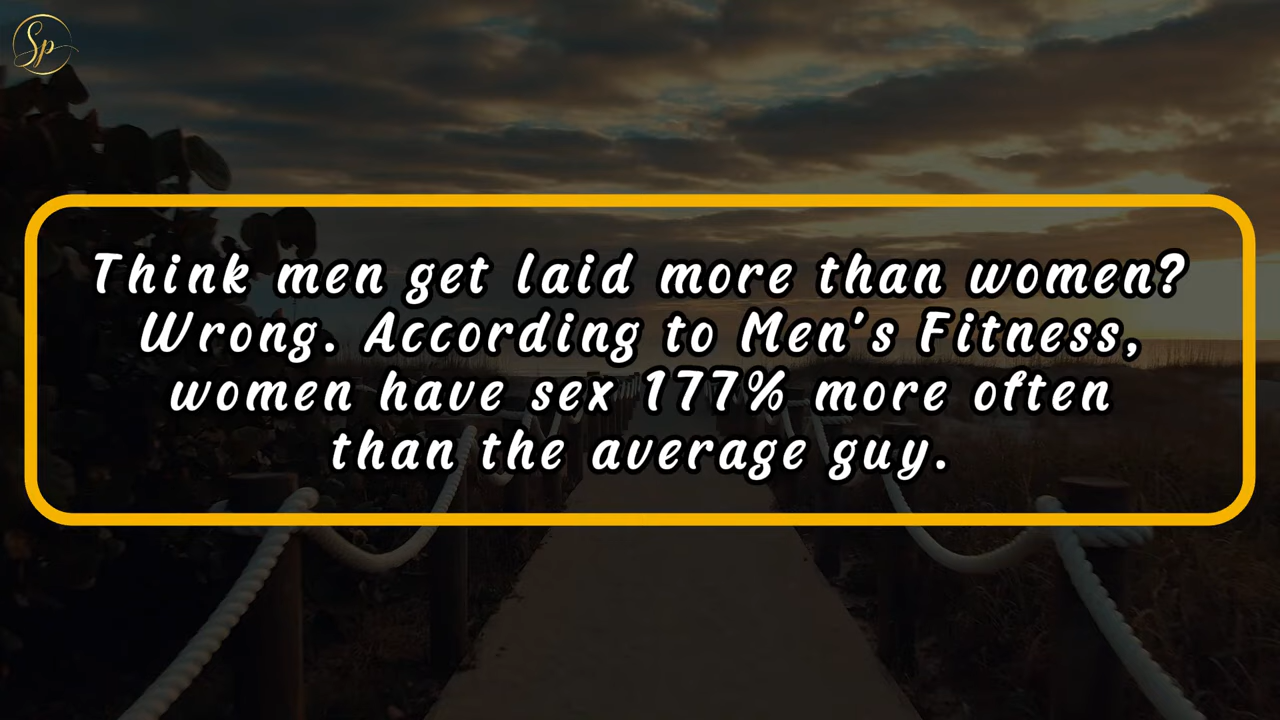 Sp
Think men get laid more than women?
Wrong. According to Men's Fitness,
women have sex 177% more often
than the average guy.